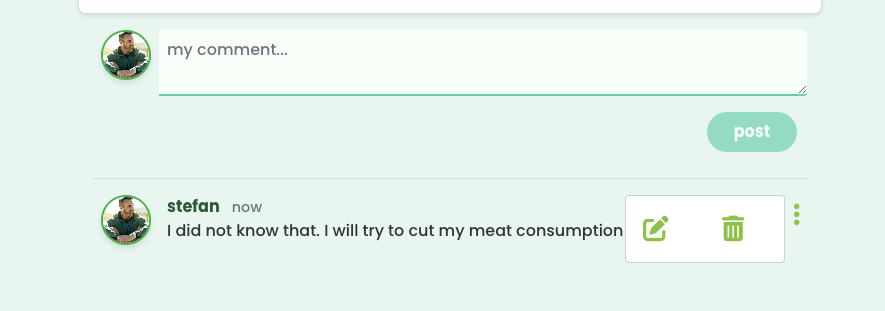 my comment...
post
stefan now
I did not know that. I will try to cut my meat consumption